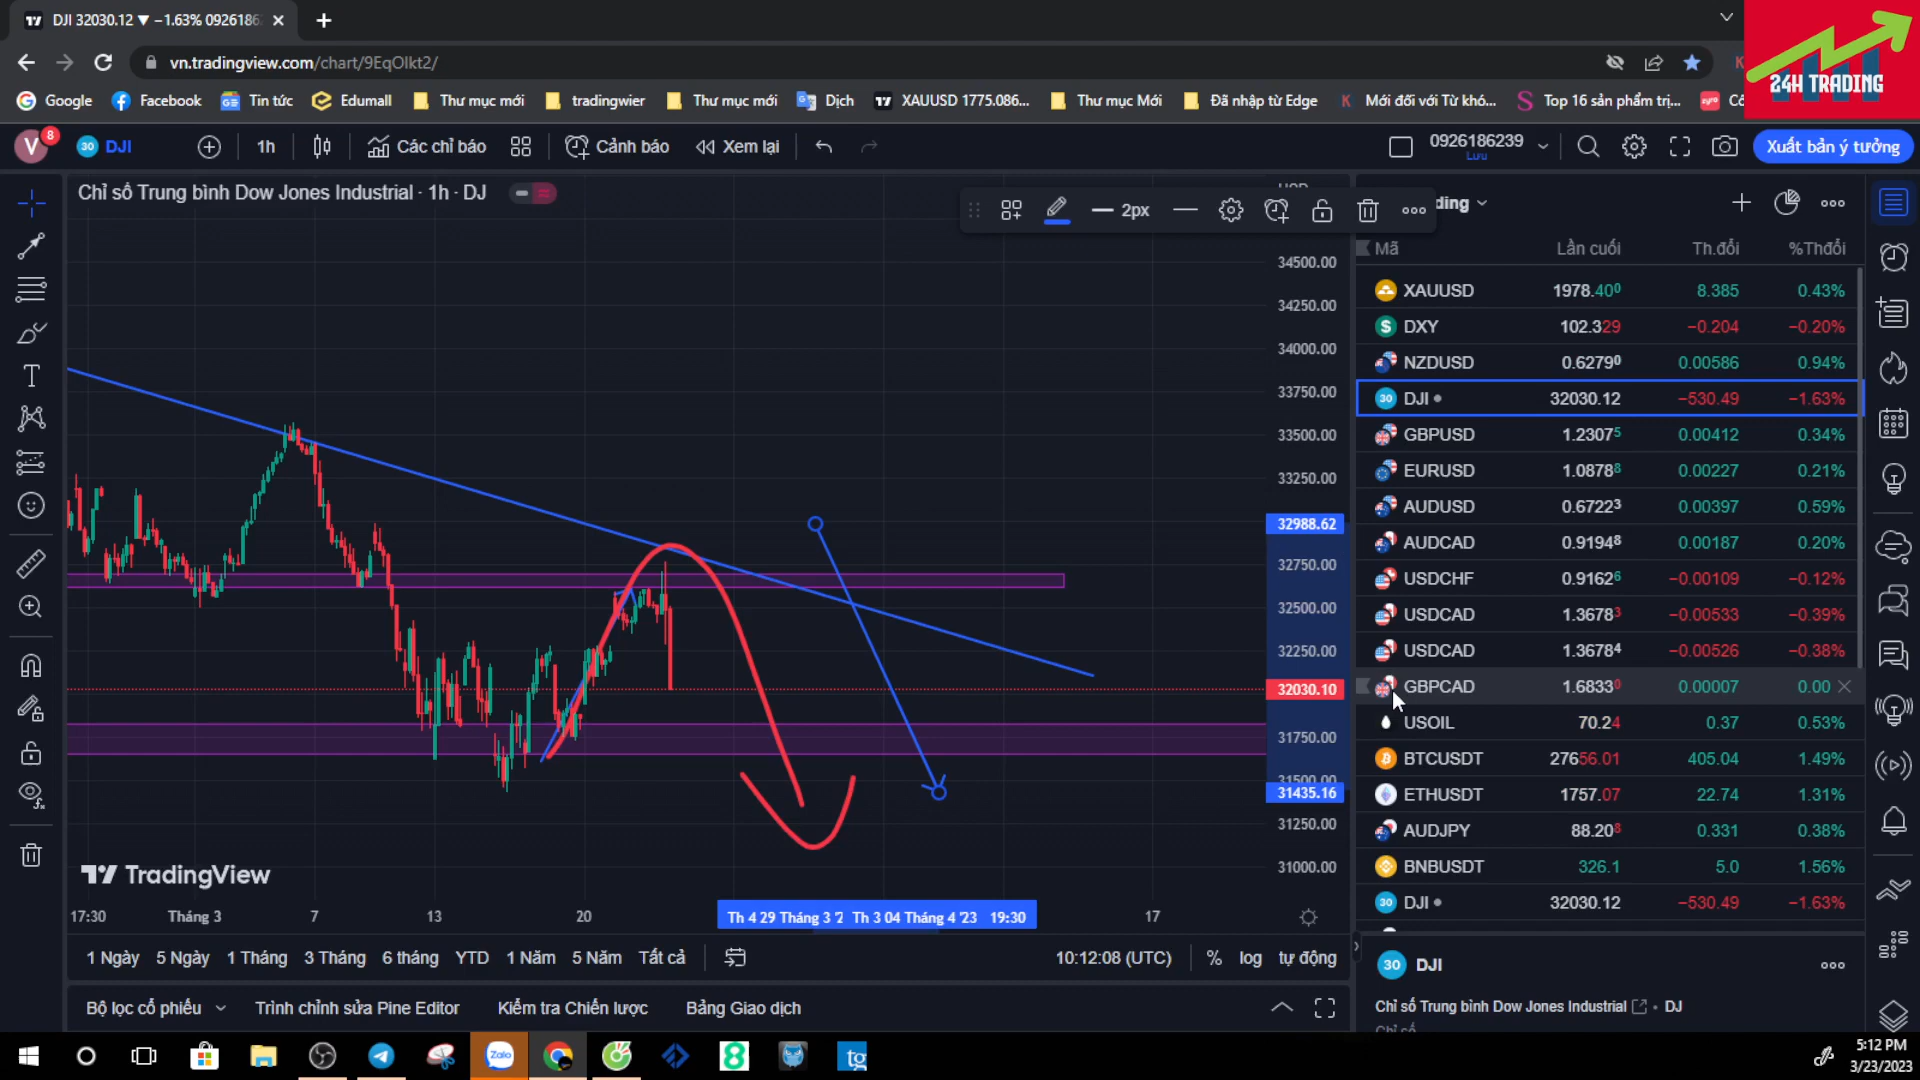 DJI 32030.12 ▼ −1.63% 0926186
vn.tradingview.com/chart/9EqOlkt2/
Google
Facebook
Tin tức
Edumall
Thư mục mới
tradingwier
Thư mục mới
Dịch
XAUUSD 1775.086...
Thư mục Mới
Đã nhập từ Edge
Mới đối với Từ khó...
Top 16 sản phẩm trị...
24H TRADING
V
8
30 DJI
1h
Các chỉ báo
Cảnh báo
Xem lại
0926186239
Lưu
Xuất bản ý tưởng
Chỉ số Trung bình Dow Jones Industrial · 1h · DJ
2px
ding
Mã Lần cuối Th.đổi %Thđổi
XAUUSD 1978.400 8.385 0.43%
DXY 102.329 −0.204 −0.20%
NZDUSD 0.62790 0.00586 0.94%
30 DJI 32030.12 −530.49 −1.63%
GBPUSD 1.23075 0.00412 0.34%
EURUSD 1.08788 0.00227 0.21%
AUDUSD 0.67223 0.00397 0.59%
AUDCAD 0.91948 0.00187 0.20%
USDCHF 0.91626 −0.00109 −0.12%
USDCAD 1.36783 −0.00533 −0.39%
USDCAD 1.36784 −0.00526 −0.38%
GBPCAD 1.68330 0.00007 0.00
USOIL 70.24 0.37 0.53%
BTCUSDT 27656.01 405.04 1.49%
ETHUSDT 1757.07 22.74 1.31%
AUDJPY 88.208 0.331 0.38%
BNBUSDT 326.1 5.0 1.56%
30 DJI 32030.12 −530.49 −1.63%
34500.00
34250.00
34000.00
33750.00
33500.00
33250.00
32988.62
32750.00
32500.00
32250.00
32030.10
31750.00
31500.00
31435.16
31250.00
31000.00
TradingView
17:30 Tháng 3 7 13 20 Th 4 29 Tháng 3 '2 Th 3 04 Tháng 4 '23 19:30 17
1 Ngày 5 Ngày 1 Tháng 3 Tháng 6 tháng YTD 1 Năm 5 Năm Tất cả
10:12:08 (UTC) % log tự động
30 DJI
Bộ lọc cổ phiếu Trình chỉnh sửa Pine Editor Kiểm tra Chiến lược Bảng Giao dịch
Chỉ số Trung bình Dow Jones Industrial • DJ
Chỉ số
Zalo
8
tg
5:12 PM
3/23/2023